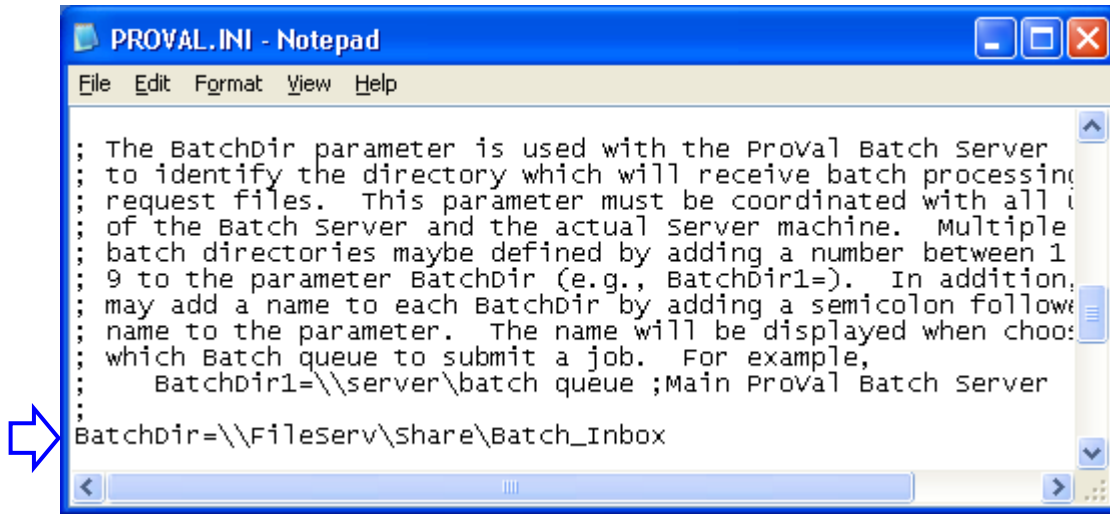 PROVAL.INI - Notepad
File Edit Format View Help
; The BatchDir parameter is used with the ProVal Batch Server
; to identify the directory which will receive batch processing
; request files. This parameter must be coordinated with all
; of the Batch Server and the actual Server machine. Multiple
; batch directories maybe defined by adding a number between 1
; 9 to the parameter BatchDir (e.g., BatchDir1=). In addition,
; may add a name to each BatchDir by adding a semicolon followe
; name to the parameter. The name will be displayed when choos
; which Batch queue to submit a job. For example,
; BatchDir1=\\server\batch queue ;Main ProVal Batch Server
;
BatchDir=\\FileServ\Share\Batch_Inbox